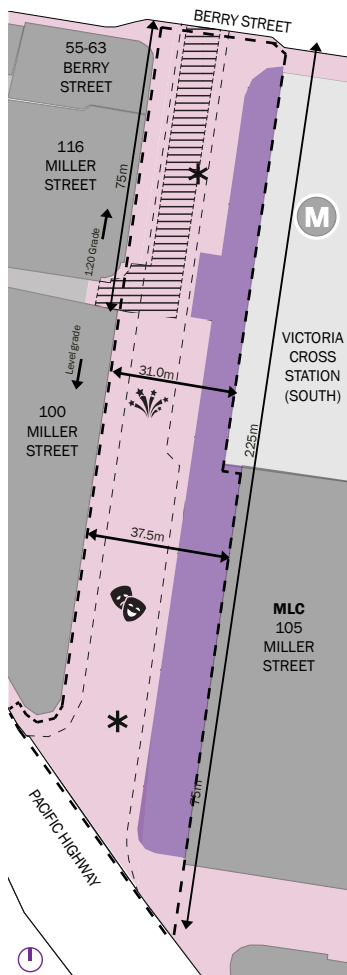 BERRY STREET
55-63
BERRY
STREET
116
MILLER
STREET
75m
1:20 Grade
M
VICTORIA
CROSS
STATION
(SOUTH)
Level grade
31.0m
100
MILLER
STREET
225m
37.5m
MLC
105
MILLER
STREET
75m
PACIFIC HIGHWAY